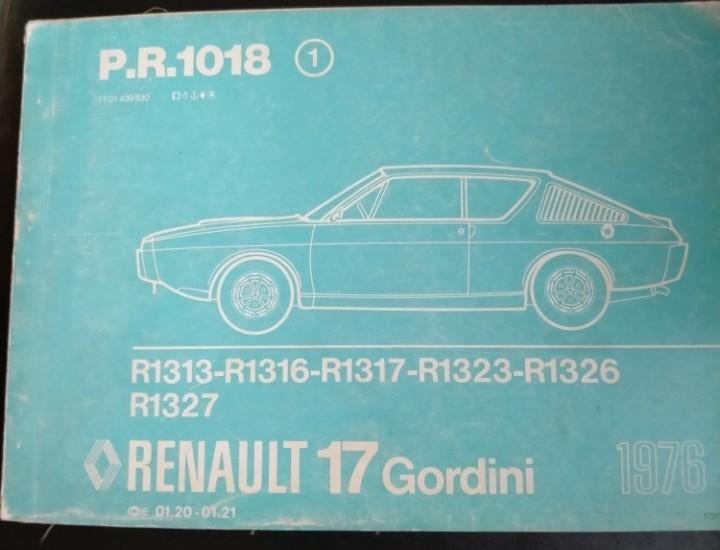 P.R.1018 1
77 01 439 830
R1313-R1316-R1317-R1323-R1326
R1327
RENAULT 17 Gordini 1976
01.20 - 01.21